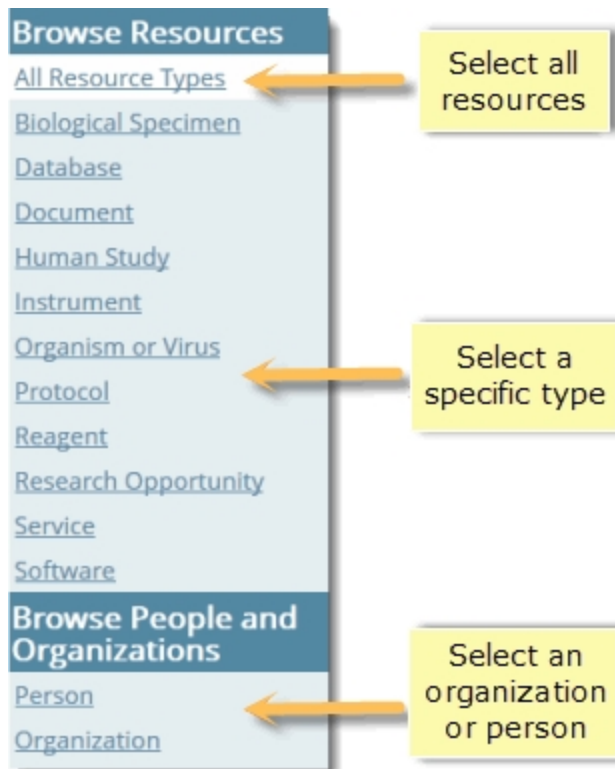 Browse Resources
All Resource Types
Select all
resources
Biological Specimen
Database
Document
Human Study
Instrument
Organism or Virus
Select a
specific type
Protocol
Reagent
Research Opportunity
Service
Software
Browse People and
Organizations
Select an
organization
or person
Person
Organization